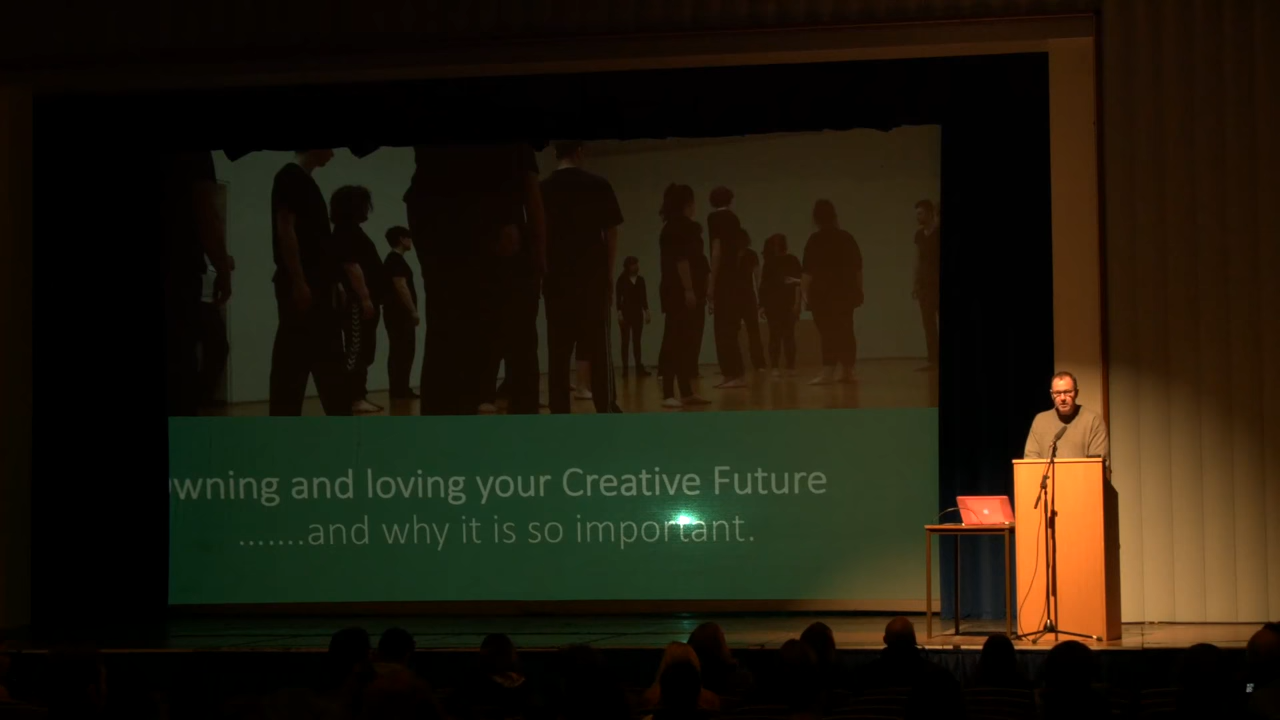 wning and loving your Creative Future
.......and why it is so important.